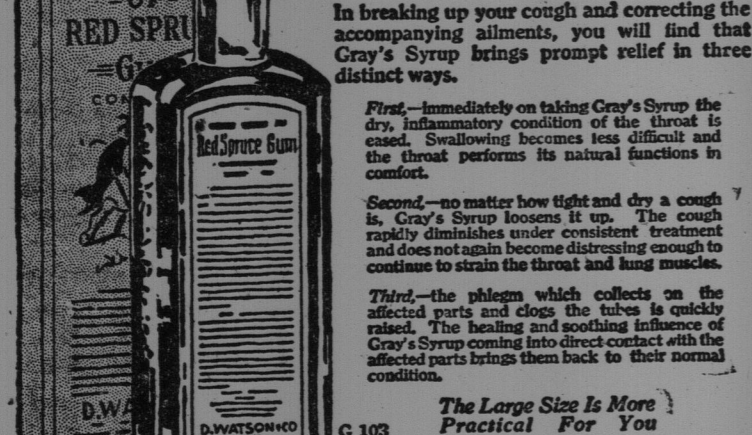 RED SPRU
CO
D.WA
Red Spruce Gum
D.WATSON & CO
In breaking up your cough and correcting the
accompanying ailments, you will find that
Gray's Syrup brings prompt relief in three
distinct ways.
First,—immediately on taking Gray's Syrup the
dry, inflammatory condition of the throat is
eased. Swallowing becomes less difficult and
the throat performs its natural functions in
comfort.
Second,—no matter how tight and dry a cough
is, Gray's Syrup loosens it up. The cough
rapidly diminishes under consistent treatment
and does not again become distressing enough to
continue to strain the throat and lung muscles.
Third,—the phlegm which collects on the
affected parts and clogs the tubes is quickly
raised. The healing and soothing influence of
Gray's Syrup coming into direct contact with the
affected parts brings them back to their normal
condition.
The Large Size Is More
G 103 Practical For You